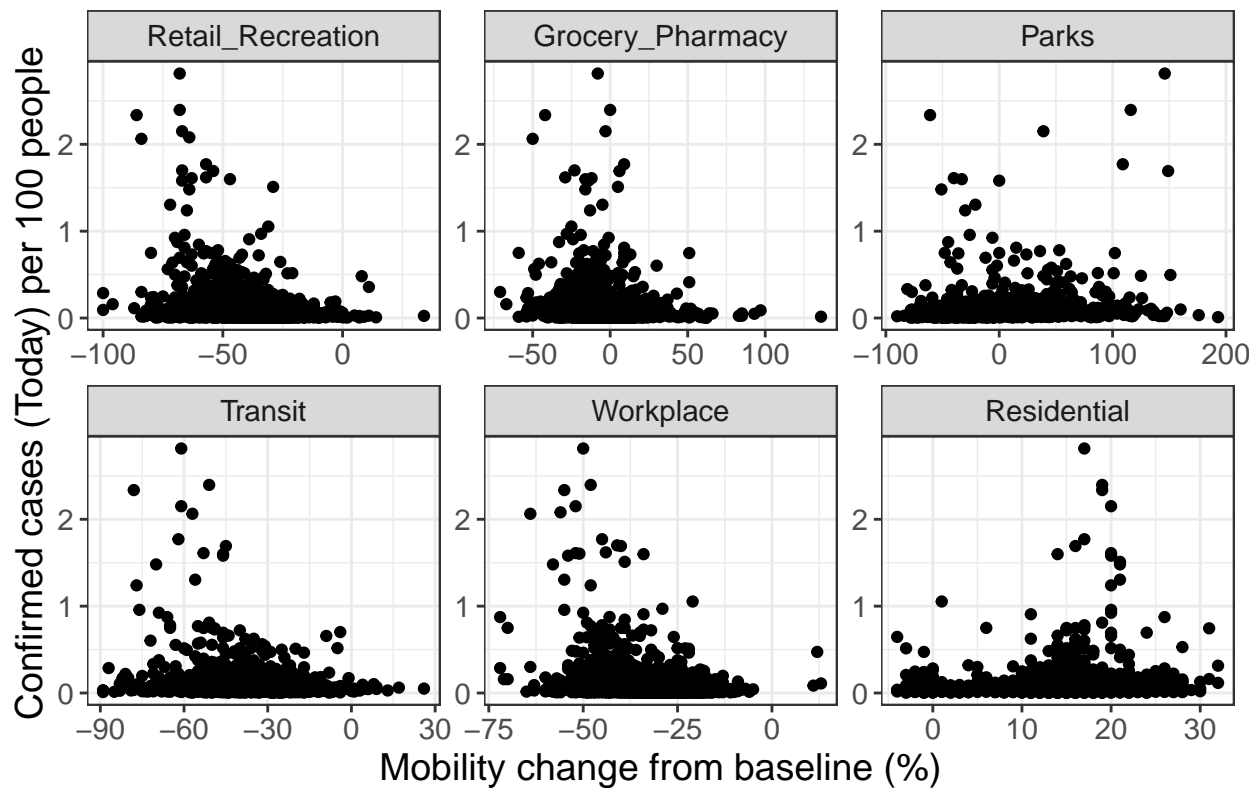 Retail_Recreation
Grocery_Pharmacy
Parks
Confirmed cases (Today) per 100 people
2
1
0
−100 −50 0
−50 0 50 100
−100 0 100 200
Transit
Workplace
Residential
2
1
0
−90 −60 −30 0 30
−75 −50 −25 0
0 10 20 30
Mobility change from baseline (%)